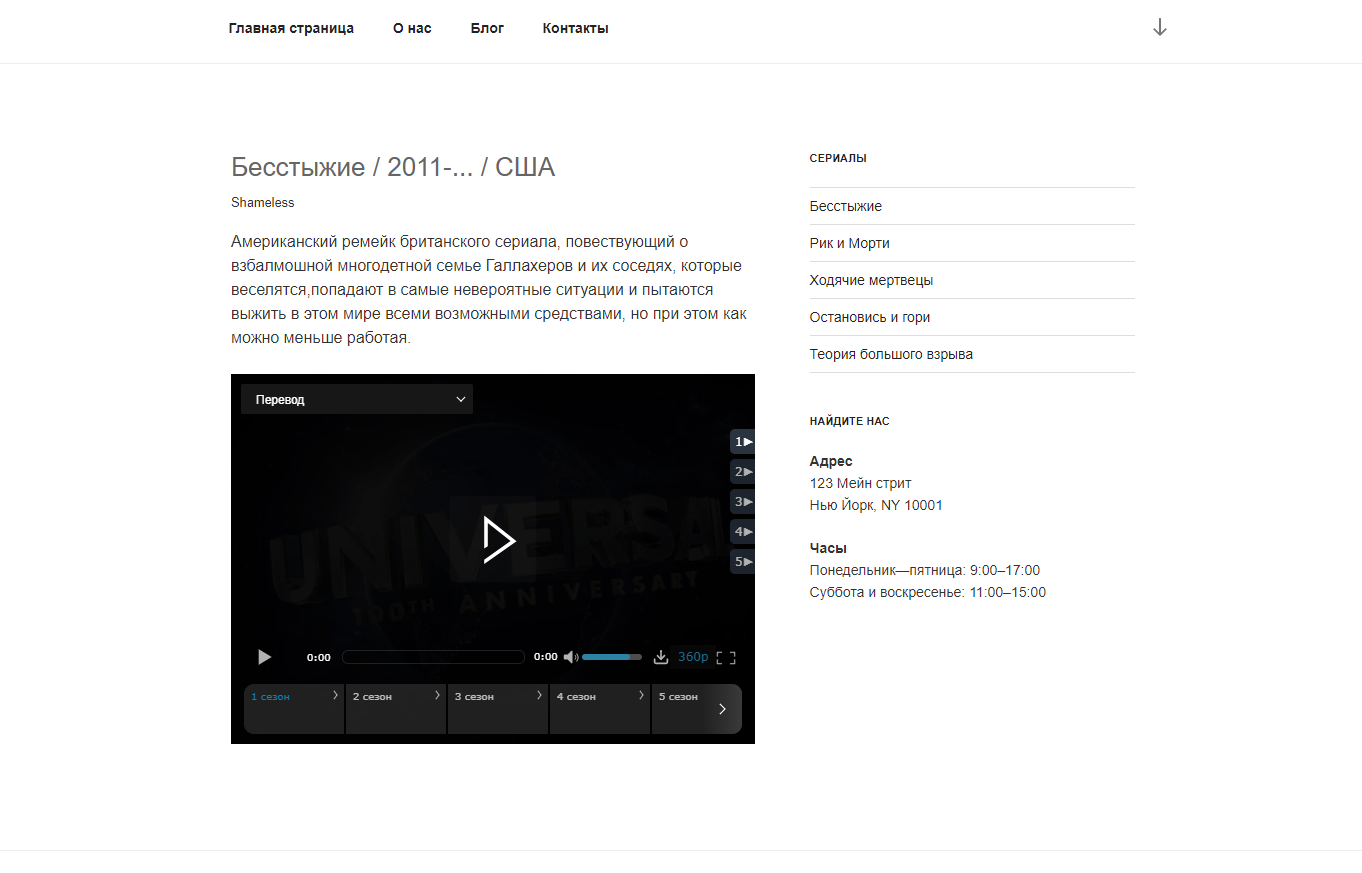 Главная страница О нас Блог Контакты
Бесстыжие / 2011-... / США
Shameless
Американский ремейк британского сериала, повествующий о
взбалмошной многодетной семье Галлахеров и их соседях, которые
веселятся,попадают в самые невероятные ситуации и пытаются
выжить в этом мире всеми возможными средствами, но при этом как
можно меньше работая.
Перевод
1
2
3
4
5
UNIVERSAL
100TH ANNIVERSARY
0:00 0:00 360p
1 сезон 2 сезон 3 сезон 4 сезон 5 сезон
СЕРИАЛЫ
Бесстыжие
Рик и Морти
Ходячие мертвецы
Остановись и гори
Теория большого взрыва
НАЙДИТЕ НАС
Адрес
123 Мейн стрит
Нью Йорк, NY 10001
Часы
Понедельник—пятница: 9:00–17:00
Суббота и воскресенье: 11:00–15:00